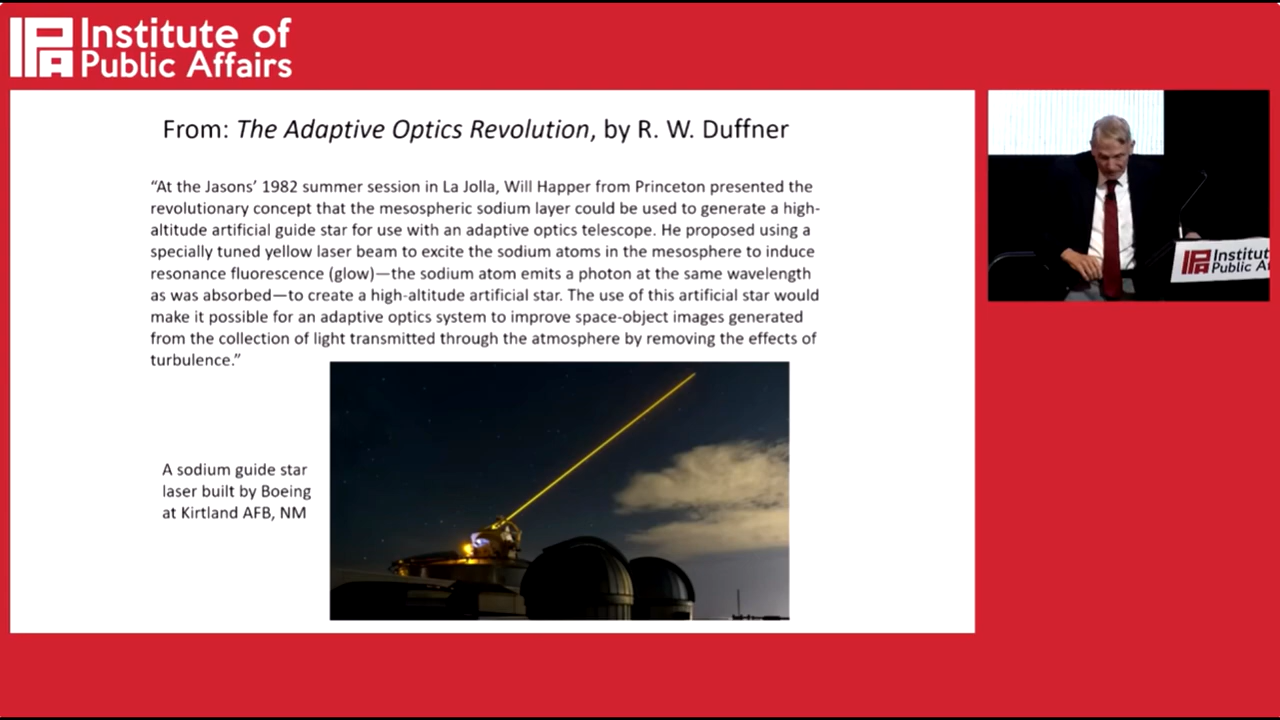 Institute of
Public Affairs
From: The Adaptive Optics Revolution, by R. W. Duffner
“At the Jasons’ 1982 summer session in La Jolla, Will Happer from Princeton presented the
revolutionary concept that the mesospheric sodium layer could be used to generate a high-
altitude artificial guide star for use with an adaptive optics telescope. He proposed using a
specially tuned yellow laser beam to excite the sodium atoms in the mesosphere to induce
resonance fluorescence (glow)—the sodium atom emits a photon at the same wavelength
as was absorbed—to create a high-altitude artificial star. The use of this artificial star would
make it possible for an adaptive optics system to improve space-object images generated
from the collection of light transmitted through the atmosphere by removing the effects of
turbulence.”
A sodium guide star
laser built by Boeing
at Kirtland AFB, NM
IPA
Institut
Public A